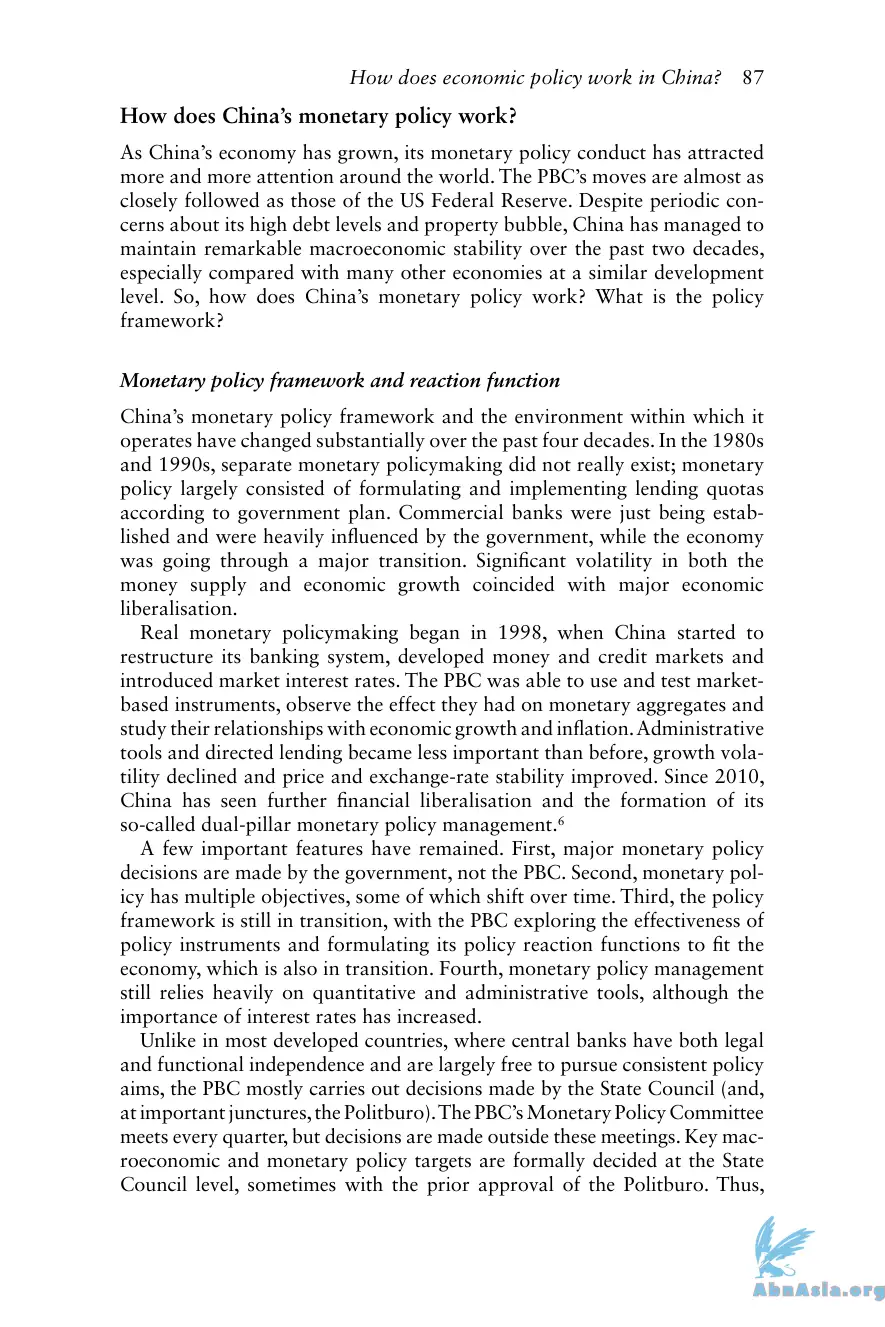 How does economic policy work in China? 87
How does China’s monetary policy work?
As China’s economy has grown, its monetary policy conduct has attracted
more and more attention around the world. The PBC’s moves are almost as
closely followed as those of the US Federal Reserve. Despite periodic con-
cerns about its high debt levels and property bubble, China has managed to
maintain remarkable macroeconomic stability over the past two decades,
especially compared with many other economies at a similar development
level. So, how does China’s monetary policy work? What is the policy
framework?
Monetary policy framework and reaction function
China’s monetary policy framework and the environment within which it
operates have changed substantially over the past four decades. In the 1980s
and 1990s, separate monetary policymaking did not really exist; monetary
policy largely consisted of formulating and implementing lending quotas
according to government plan. Commercial banks were just being estab-
lished and were heavily influenced by the government, while the economy
was going through a major transition. Significant volatility in both the
money supply and economic growth coincided with major economic
liberalisation.
Real monetary policymaking began in 1998, when China started to
restructure its banking system, developed money and credit markets and
introduced market interest rates. The PBC was able to use and test market-
based instruments, observe the effect they had on monetary aggregates and
study their relationships with economic growth and inflation. Administrative
tools and directed lending became less important than before, growth vola-
tility declined and price and exchange-rate stability improved. Since 2010,
China has seen further financial liberalisation and the formation of its
so-called dual-pillar monetary policy management.⁶
A few important features have remained. First, major monetary policy
decisions are made by the government, not the PBC. Second, monetary pol-
icy has multiple objectives, some of which shift over time. Third, the policy
framework is still in transition, with the PBC exploring the effectiveness of
policy instruments and formulating its policy reaction functions to fit the
economy, which is also in transition. Fourth, monetary policy management
still relies heavily on quantitative and administrative tools, although the
importance of interest rates has increased.
Unlike in most developed countries, where central banks have both legal
and functional independence and are largely free to pursue consistent policy
aims, the PBC mostly carries out decisions made by the State Council (and,
at important junctures, the Politburo). The PBC’s Monetary Policy Committee
meets every quarter, but decisions are made outside these meetings. Key mac-
roeconomic and monetary policy targets are formally decided at the State
Council level, sometimes with the prior approval of the Politburo. Thus,
AbnAsia.org